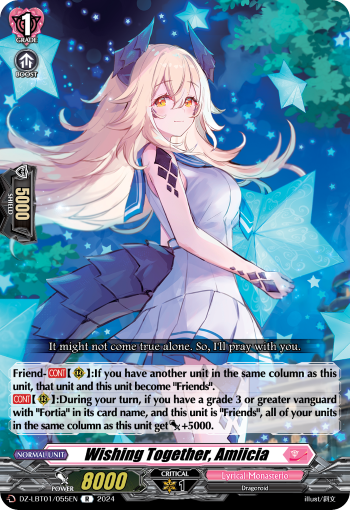 1
GRADE
BOOST
5000
SHIELD
It might not come true alone. So, I'll pray with you.
Friend-CONT【】:If you have another unit in the same column as this
unit, that unit and this unit become "Friends".
CONT【】:During your turn, if you have a grade 3 or greater vanguard
with "Fortia" in its card name, and this unit is "Friends", all of your units
in the same column as this unit get +5000.
NORMAL UNIT
Wishing Together, Amiicia
POWER 8000
CRITICAL
1
Lyrical Monasterio
Dragoroid
D DZ-LBT01/055EN R 2024
illust/刻文